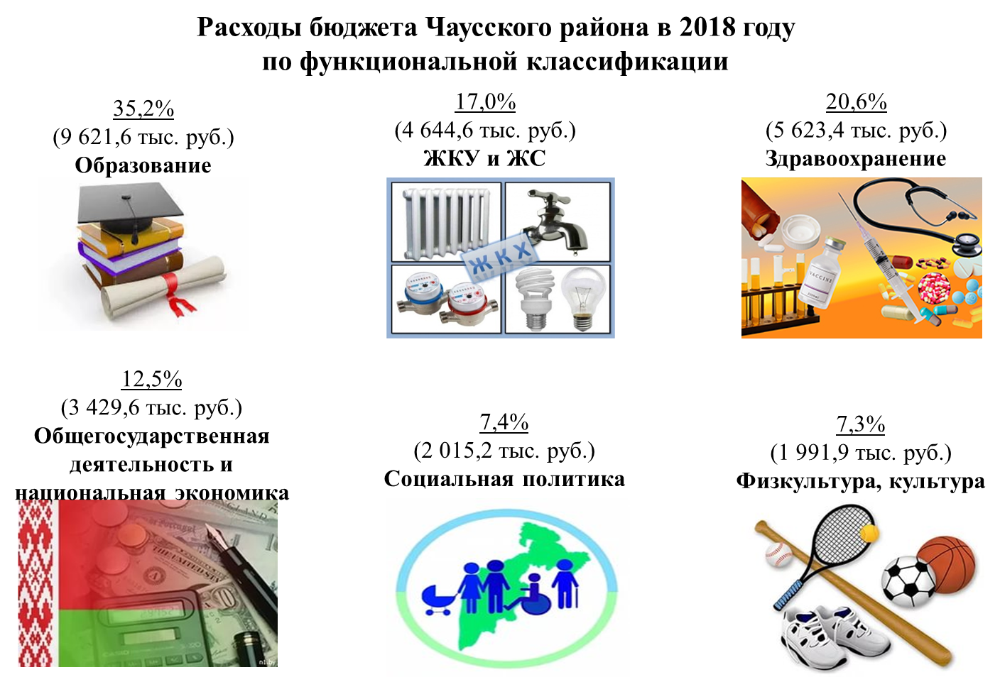 Расходы бюджета Чаусского района в 2018 году
по функциональной классификации
35,2%
(9 621,6 тыс. руб.)
Образование
17,0%
(4 644,6 тыс. руб.)
ЖКУ и ЖС
ЖКХ
20,6%
(5 623,4 тыс. руб.)
Здравоохранение
VACCINE
12,5%
(3 429,6 тыс. руб.)
Общегосударственная
деятельность и
национальная экономика
n1.by
7,4%
(2 015,2 тыс. руб.)
Социальная политика
7,3%
(1 991,9 тыс. руб.)
Физкультура, культура